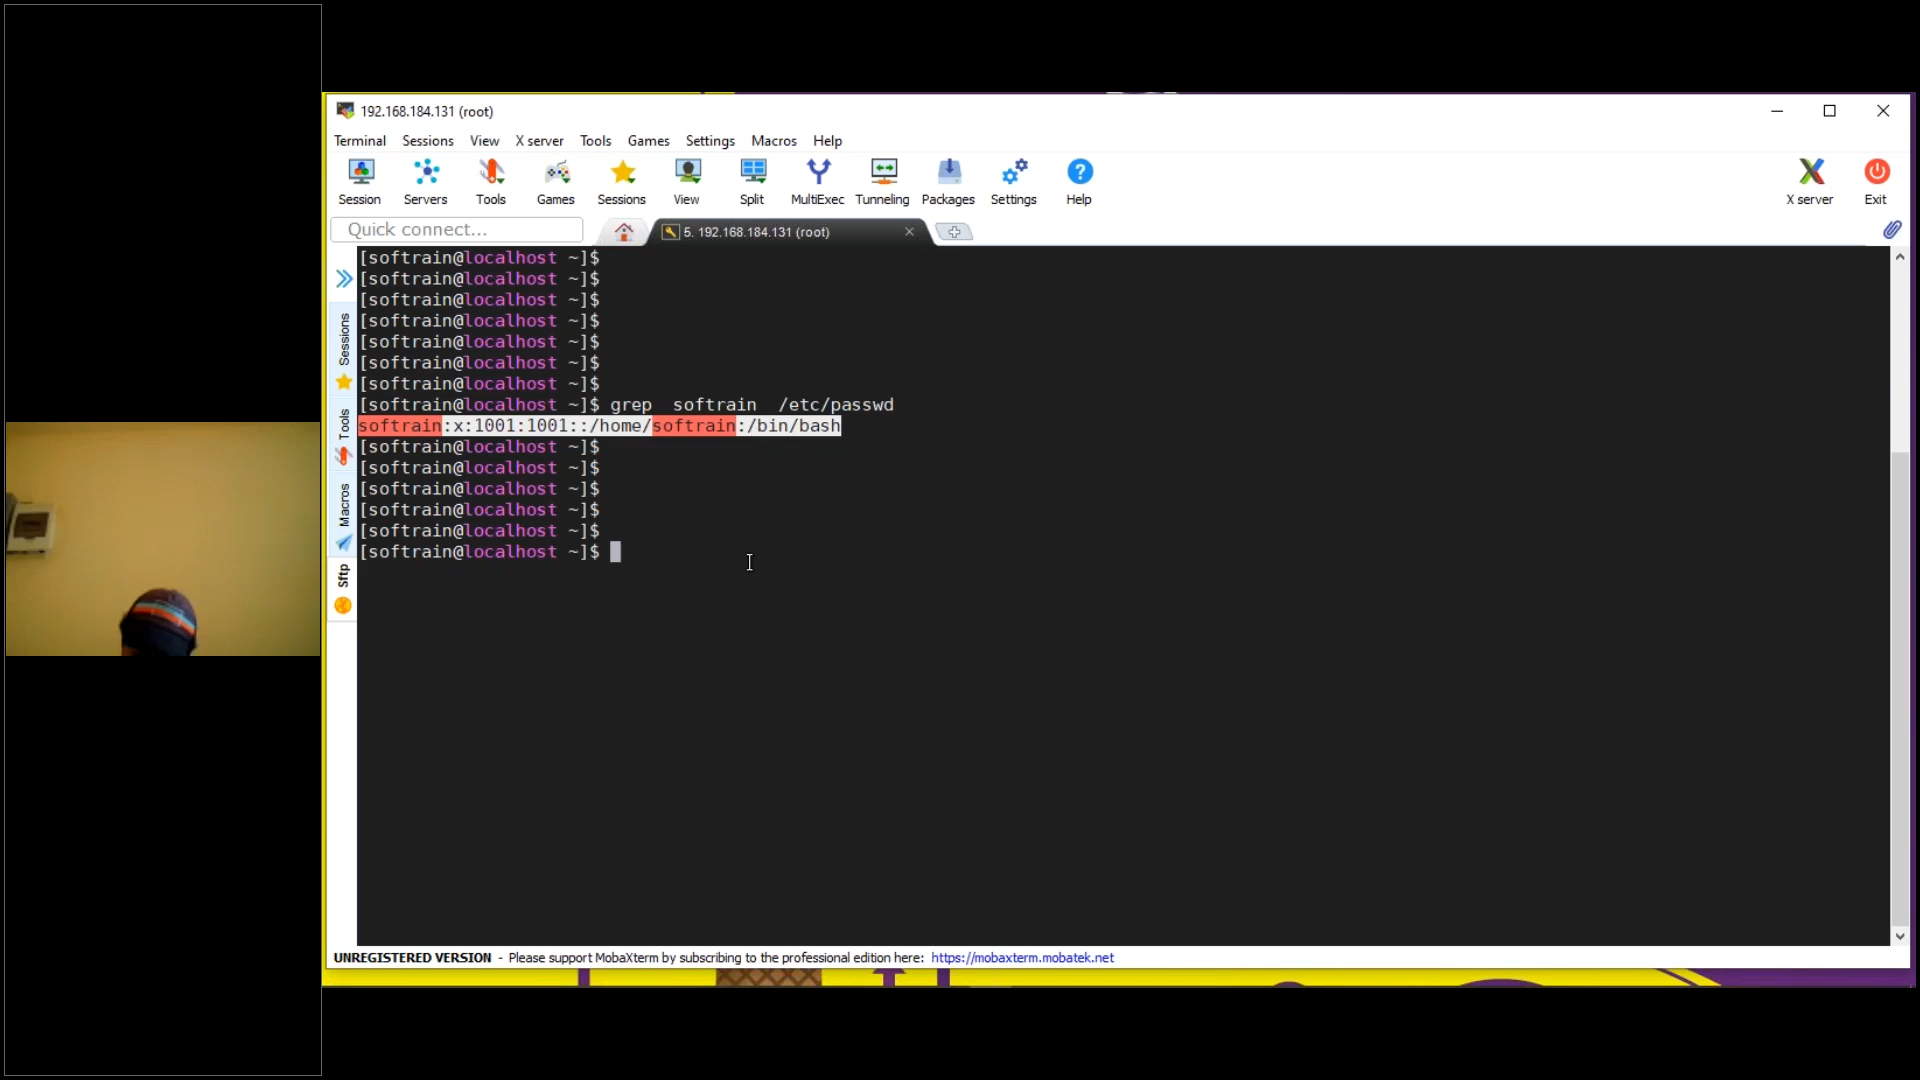 192.168.184.131 (root)
Terminal Sessions View X server Tools Games Settings Macros Help
Session Servers Tools Games Sessions View Split MultiExec Tunneling Packages Settings Help X server Exit
Quick connect...
5. 192.168.184.131 (root)
Sessions
Tools
Macros
Sftp
[softrain@localhost ~]$
[softrain@localhost ~]$
[softrain@localhost ~]$
[softrain@localhost ~]$
[softrain@localhost ~]$
[softrain@localhost ~]$
[softrain@localhost ~]$
[softrain@localhost ~]$ grep  softrain  /etc/passwd
softrain:x:1001:1001::/home/softrain:/bin/bash
[softrain@localhost ~]$
[softrain@localhost ~]$
[softrain@localhost ~]$
[softrain@localhost ~]$
[softrain@localhost ~]$
[softrain@localhost ~]$
UNREGISTERED VERSION - Please support MobaXterm by subscribing to the professional edition here: https://mobaxterm.mobatek.net